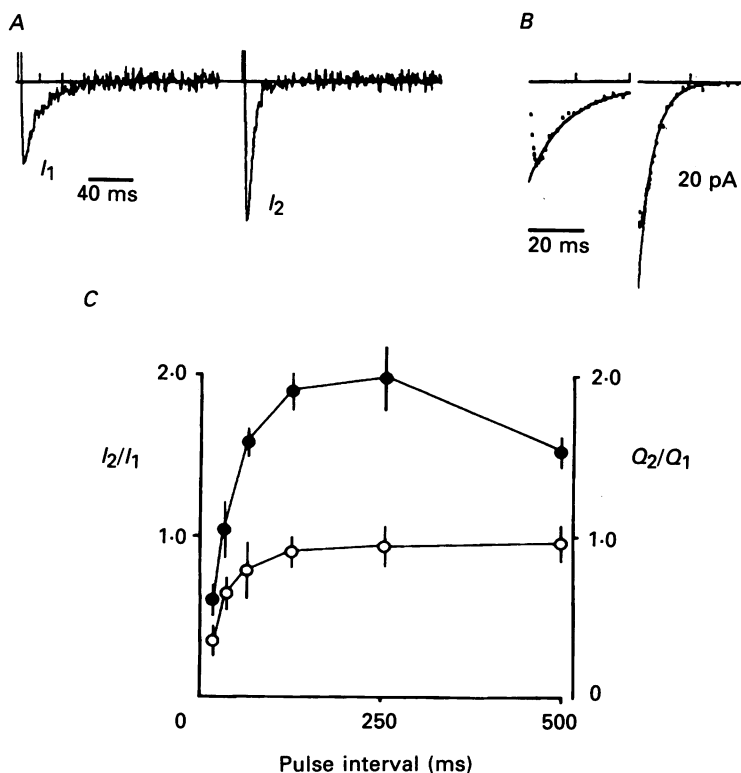 A
B
I1
I2
40 ms
20 ms
20 pA
C
2·0
2·0
I2/I1
Q2/Q1
1·0
1·0
0
0
250
500
Pulse interval (ms)